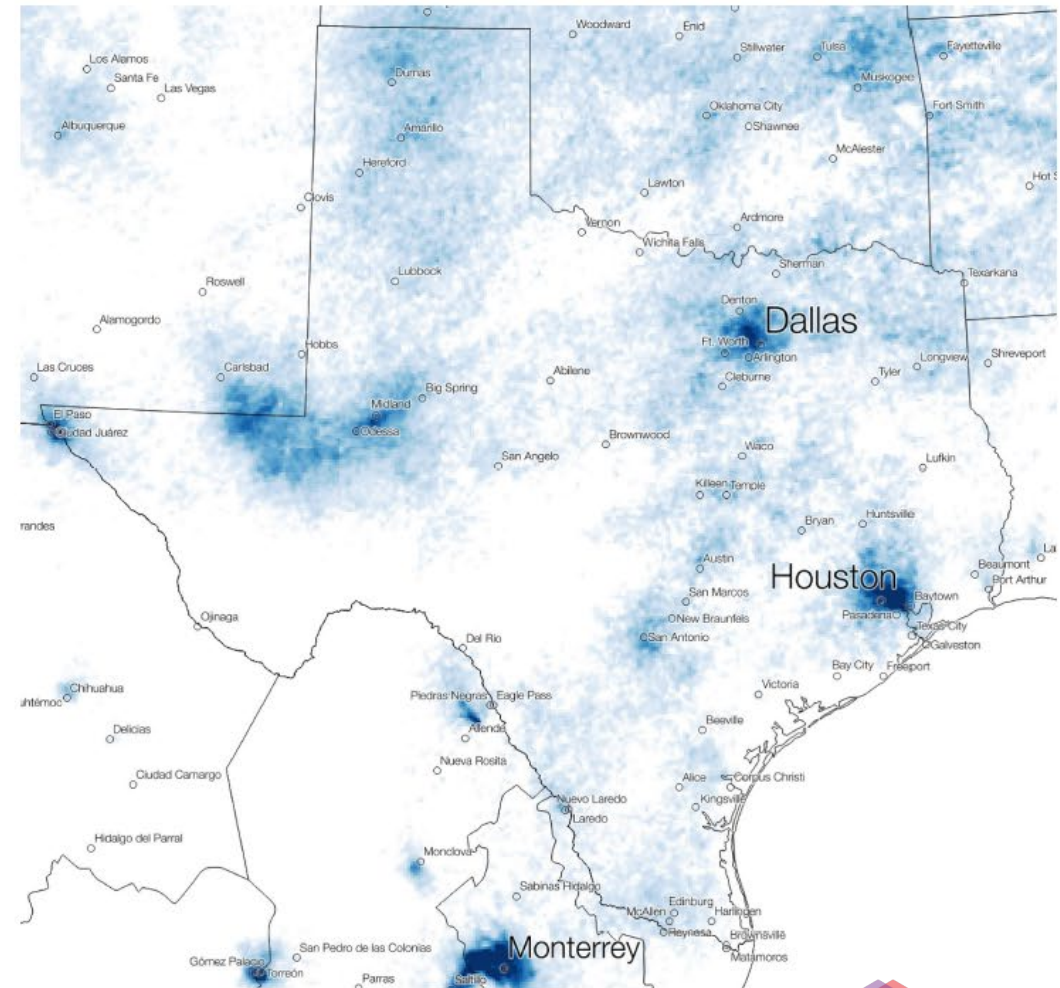 Woodward
Enid
Los Alamos
Stillwater
Tulsa
Fayetteville
Santa Fe
Dumas
Las Vegas
Muskogee
Oklahoma City
Fort Smith
Albuquerque
Amarillo
Shawnee
McAlester
Hereford
Hot S
Lawton
Clovis
Ardmore
Vernon
Wichita Falls
Sherman
Lubbock
Texarkana
Roswell
Denton
Dallas
Alamogordo
Ft. Worth
Hobbs
Arlington
Longview
Shreveport
Las Cruces
Carlsbad
Abilene
Cleburne
Tyler
Big Spring
Midland
El Paso
Ciudad Juárez
Odessa
Brownwood
Waco
San Angelo
Lufkin
Killeen
Temple
randes
Bryan
Huntsville
Austin
Houston
Beaumont
La
Port Arthur
San Marcos
Baytown
Pasadena
Ojinaga
New Braunfels
Texas City
San Antonio
Galveston
Del Rio
Bay City
Freeport
Chihuahua
Victoria
uhtémoc
Piedras Negras
Eagle Pass
Delicias
Allende
Beeville
Nueva Rosita
Ciudad Camargo
Alice
Corpus Christi
Nuevo Laredo
Kingsville
Laredo
Hidalgo del Parral
Monclova
Sabinas Hidalgo
Edinburg
McAllen
Harlingen
Reynosa
Brownsville
San Pedro de las Colonias
Monterrey
Matamoros
Gómez Palacio
Torreón
Parras
Saltillo